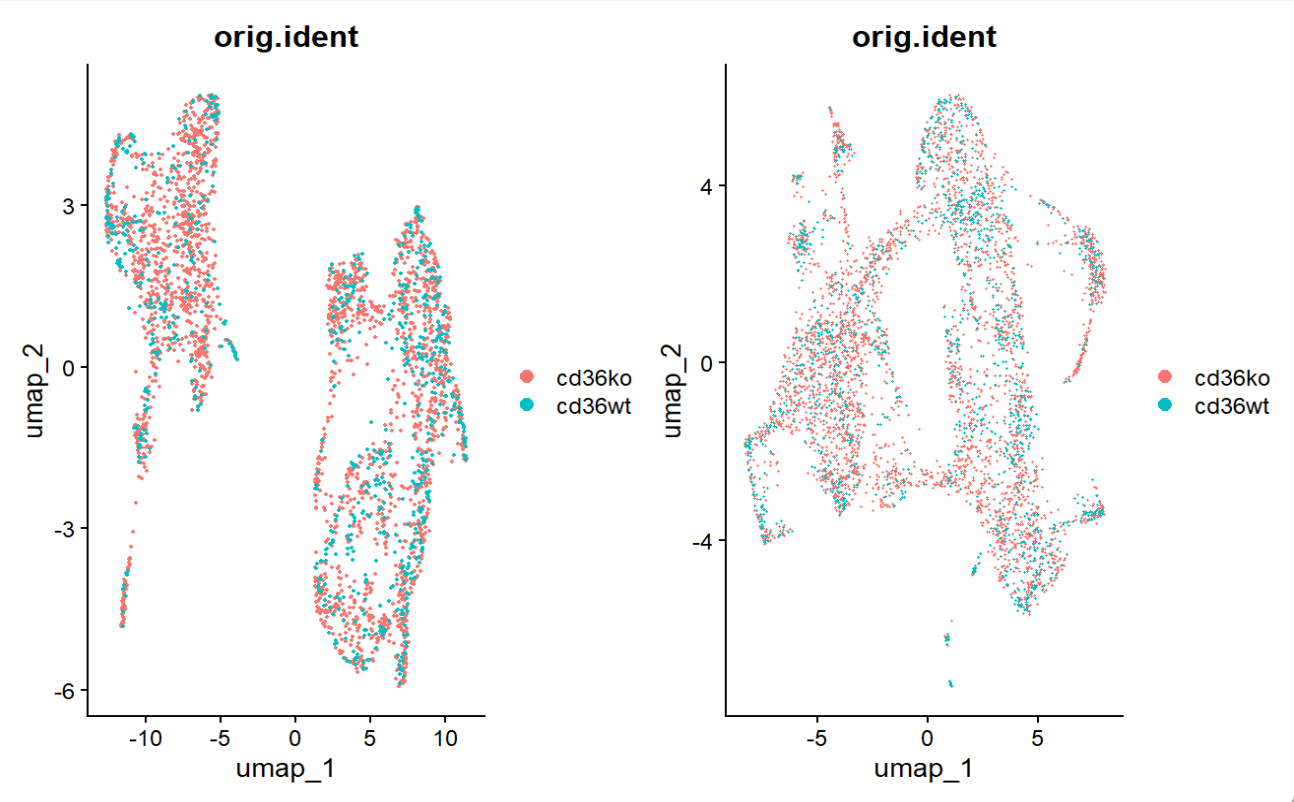 orig.ident
3
0
-3
-6
umap_2
-10 -5 0 5 10
umap_1
cd36ko
cd36wt
orig.ident
4
0
-4
umap_2
-5 0 5
umap_1
cd36ko
cd36wt